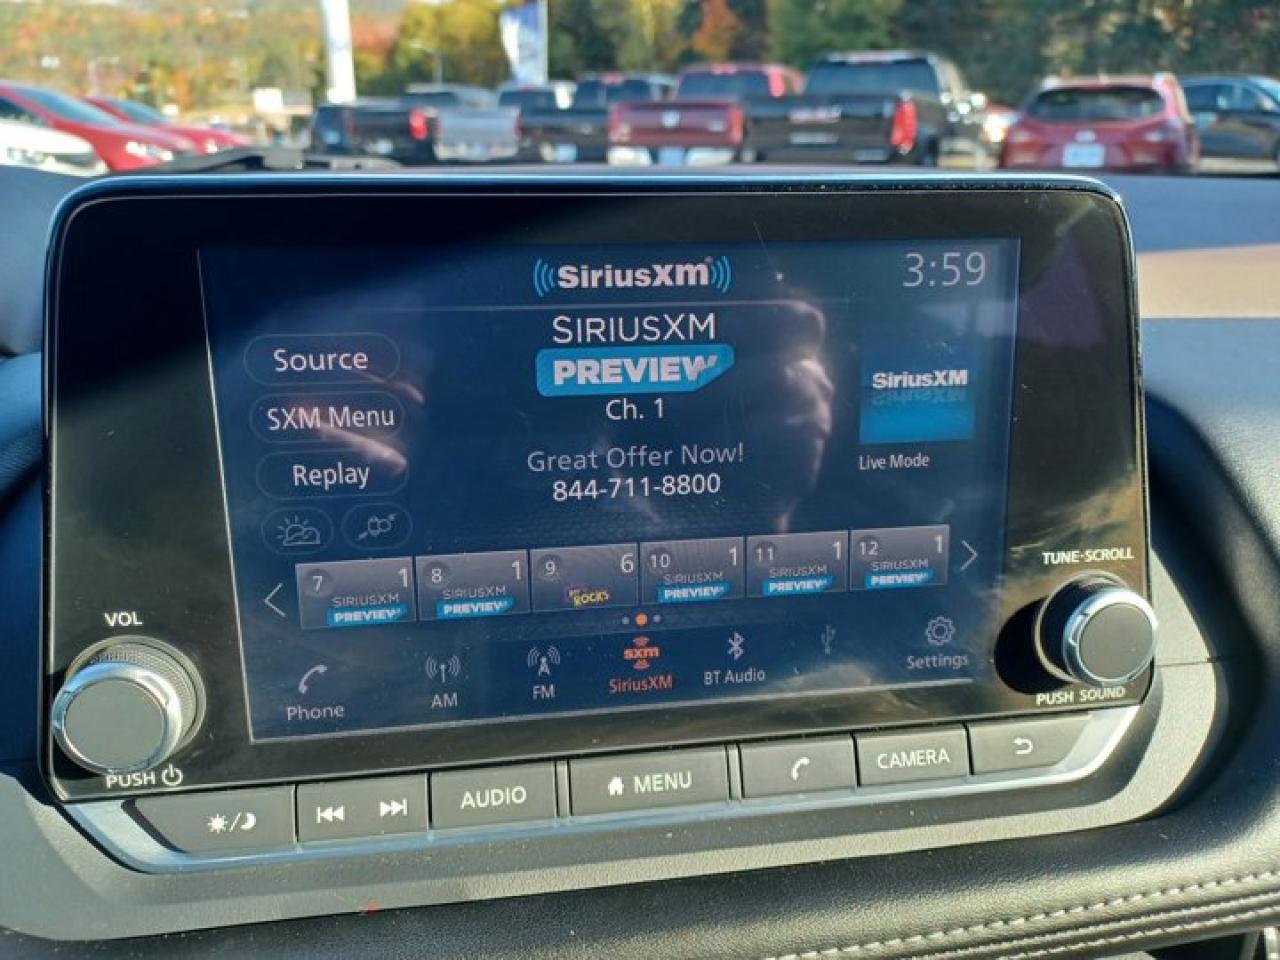 SiriusXM
3:59
SIRIUSXM
PREVIEW
Ch. 1
Source
SXM Menu
Replay
SiriusXM
Live Mode
Great Offer Now!
844-711-8800
7 1
SIRIUSXM
PREVIEW
8 1
SIRIUSXM
PREVIEW
9 6
ROCKS
10 1
SIRIUSXM
PREVIEW
11 1
SIRIUSXM
PREVIEW
12 1
SIRIUSXM
PREVIEW
Phone
AM
FM
sxm
SiriusXM
BT Audio
Settings
VOL
PUSH
TUNE·SCROLL
PUSH SOUND
AUDIO
MENU
CAMERA